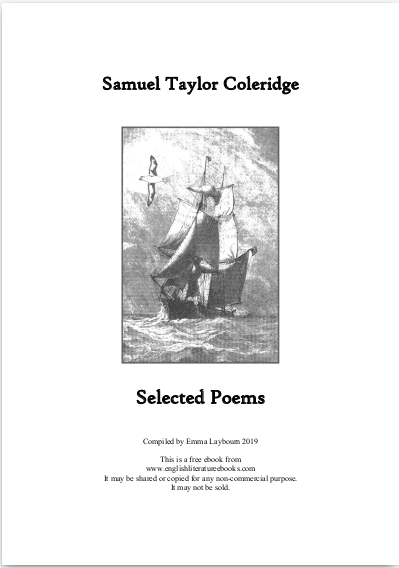 Samuel Taylor Coleridge
Selected Poems
Compiled by Emma Laybourn 2019
This is a free ebook from
www.englishliteratureebooks.com
It may be shared or copied for any non-commercial purpose.
It may not be sold.